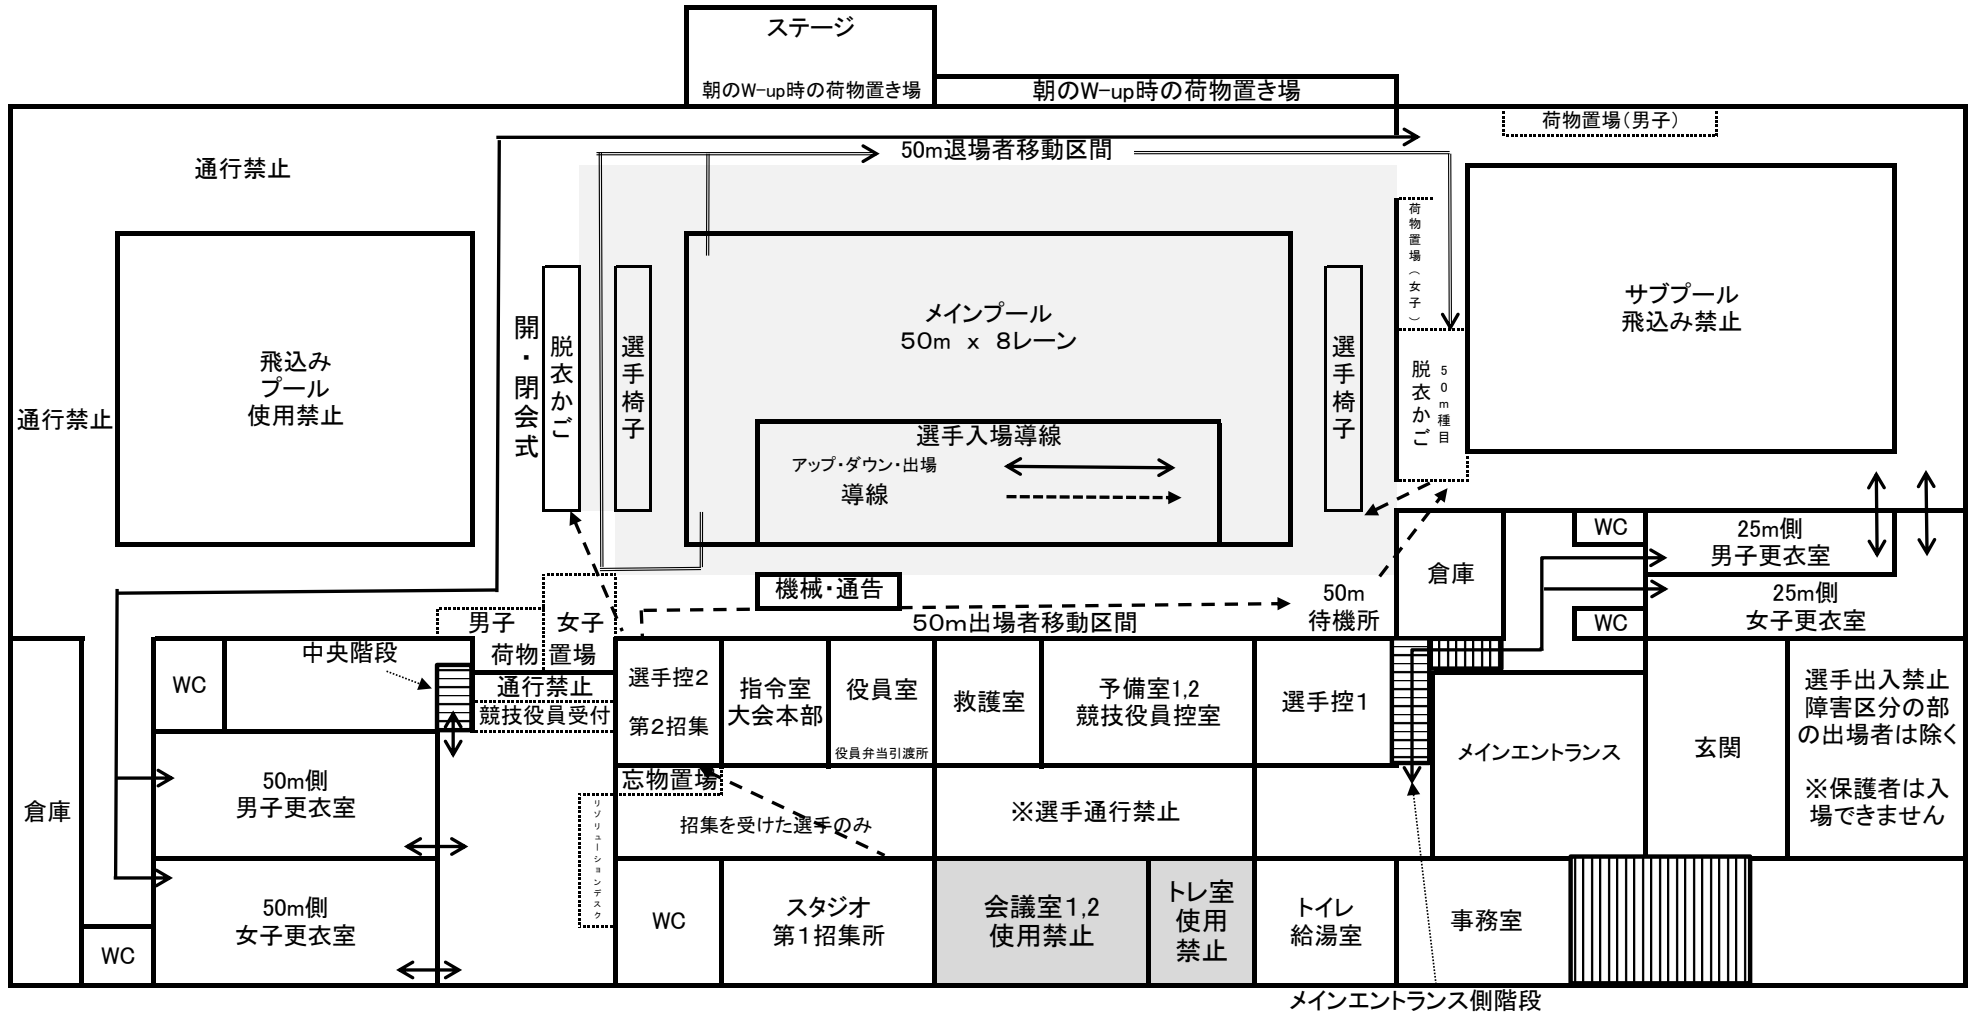 ステージ
朝のW-up時の荷物置き場
朝のW-up時の荷物置き場
荷物置場(男子)
50m退場者移動区間
通行禁止
荷物置場(女子)
メインプール
50m x 8レーン
サブプール
飛込み禁止
飛込み
プール
使用禁止
通行禁止
開・閉会式
脱衣かご
選手椅子
選手椅子
脱衣かご
50m種目
選手入場導線
アップ・ダウン・出場
導線
WC
25m側
男子更衣室
倉庫
機械・通告
50m
待機所
25m側
女子更衣室
WC
50m出場者移動区間
男子
女子
荷物
置場
中央階段
通行禁止
競技役員受付
WC
選手控2
第2招集
指令室
大会本部
役員室
役員弁当引渡所
救護室
予備室1,2
競技役員控室
選手控1
メインエントランス
玄関
選手出入禁止
障害区分の部
の出場者は除く
※保護者は入
場できません
倉庫
50m側
男子更衣室
忘物置場
リゾリューションデスク
招集を受けた選手のみ
※選手通行禁止
50m側
女子更衣室
WC
WC
スタジオ
第1招集所
会議室1,2
使用禁止
トレ室
使用
禁止
トイレ
給湯室
事務室
メインエントランス側階段